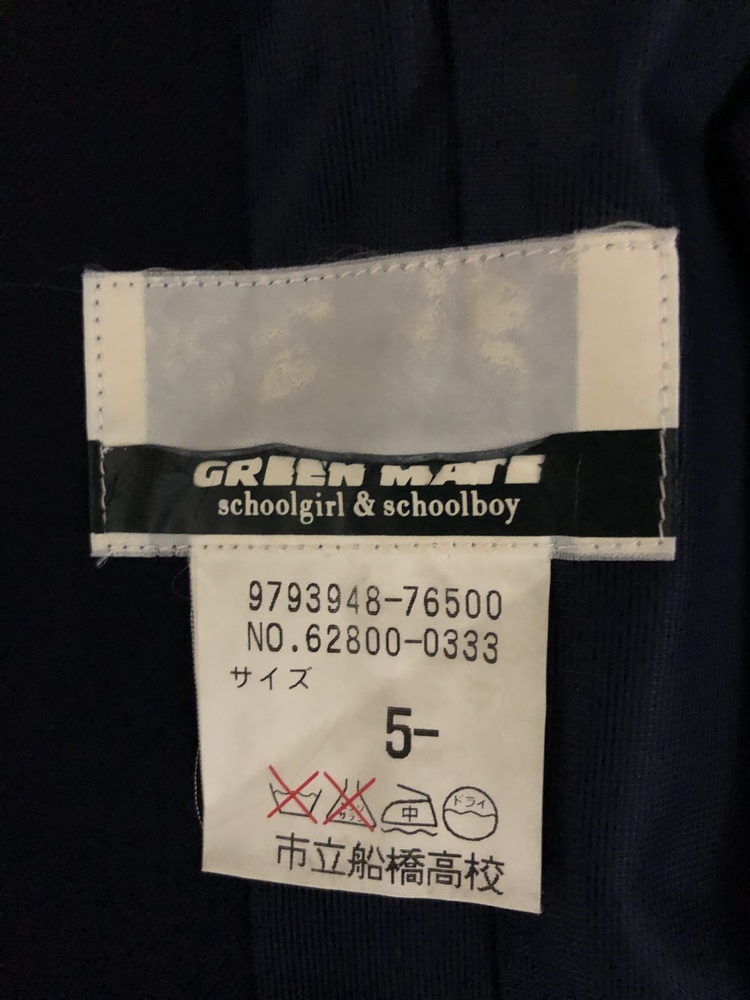 GREEN MATE
schoolgirl & schoolboy
9793948-76500
NO.62800-0333
サイズ
5-
中 ドライ
市立船橋高校